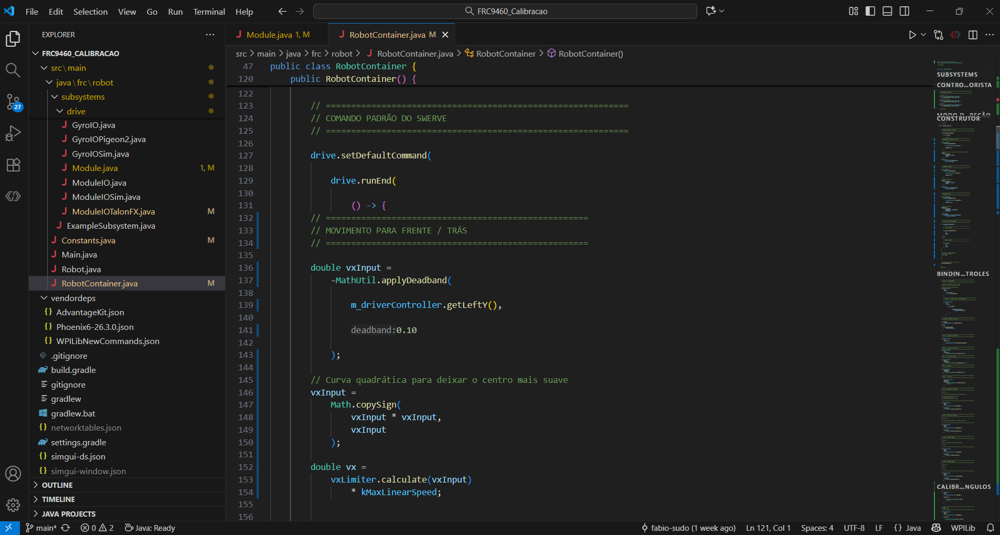 File Edit Selection View Go Run Terminal Help
FRC9460_Calibracao
EXPLORER
FRC9460_CALIBRACAO
src\main
java\frc\robot
subsystems
drive
GyroIO.java
GyroIOPigeon2.java
GyroIOSim.java
Module.java 1, M
ModuleIO.java
ModuleIOSim.java
ModuleIOTalonFX.java M
ExampleSubsystem.java
Constants.java M
Main.java
Robot.java
RobotContainer.java M
vendordeps
{} AdvantageKit.json
{} Phoenix6-26.3.0.json
{} WPILibNewCommands.json
.gitignore
build.gradle
gitignore
gradlew
gradlew.bat
{} networktables.json
settings.gradle
{} simgui-ds.json
{} simgui-window.json
OUTLINE
TIMELINE
JAVA PROJECTS
27
J Module.java 1, M
J RobotContainer.java M
src > main > java > frc > robot > J RobotContainer.java > RobotContainer > RobotContainer()
47 public class RobotContainer {
120 public RobotContainer() {
122
123 // ============================================================
124 // COMANDO PADRÃO DO SWERVE
125 // ============================================================
126
127 drive.setDefaultCommand(
128
129 drive.runEnd(
130
131 () -> {
132 // ====================================================
133 // MOVIMENTO PARA FRENTE / TRÁS
134 // ====================================================
135
136 double vxInput =
137 -MathUtil.applyDeadband(
138
139 m_driverController.getLeftY(),
140
141 deadband:0.10
142
143 );
144
145 // Curva quadrática para deixar o centro mais suave
146 vxInput =
147 Math.copySign(
148 vxInput * vxInput,
149 vxInput
150 );
151
152 double vx =
153 vxLimiter.calculate(vxInput)
154 * kMaxLinearSpeed;
155
156
SUBSYSTEMS
CONTRO...ORISTA
CONSTRUTOR
BINDIN...TROLES
CALIBR...NGULOS
main* 0 2 Java: Ready
fabio-sudo (1 week ago) Ln 121, Col 1 Spaces: 4 UTF-8 LF {} Java WPILib